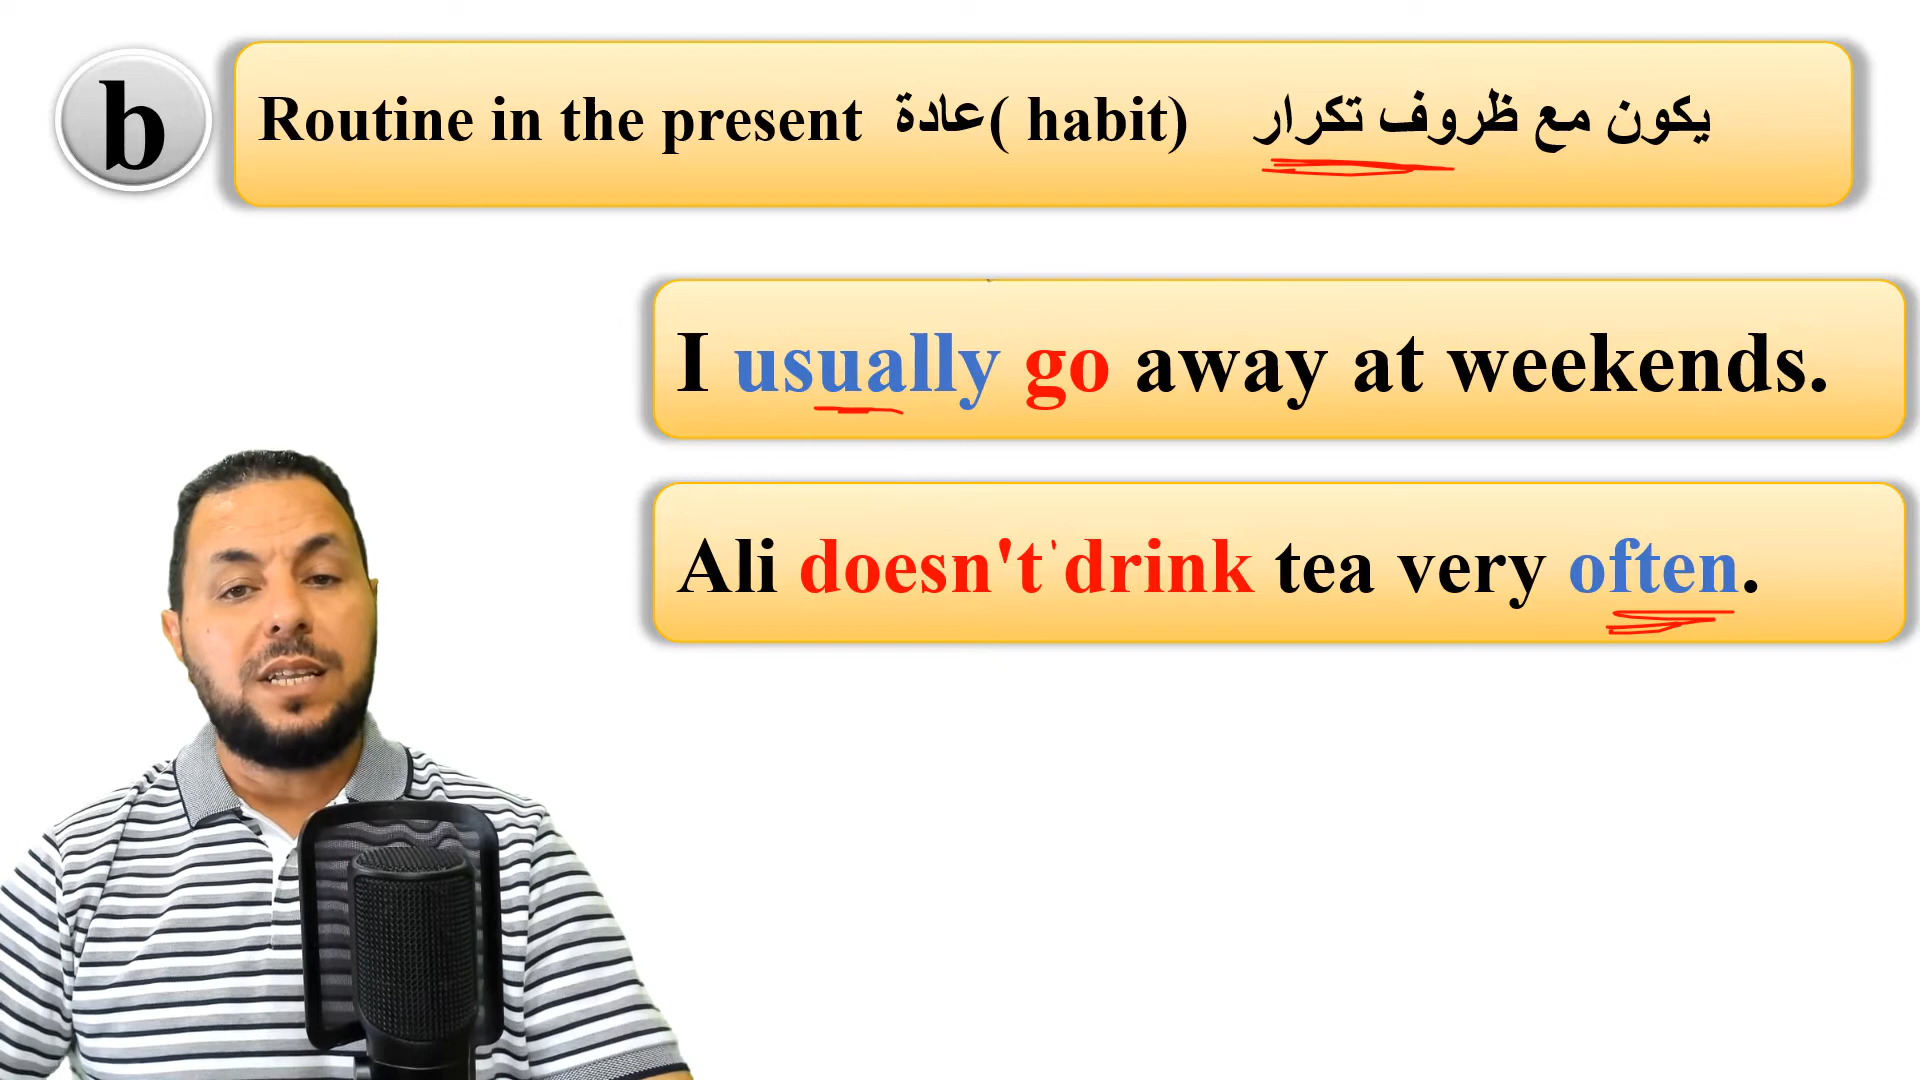 b
Routine in the present عادة( habit) يكون مع ظروف تكرار
I usually go away at weekends.
Ali doesn't drink tea very often.